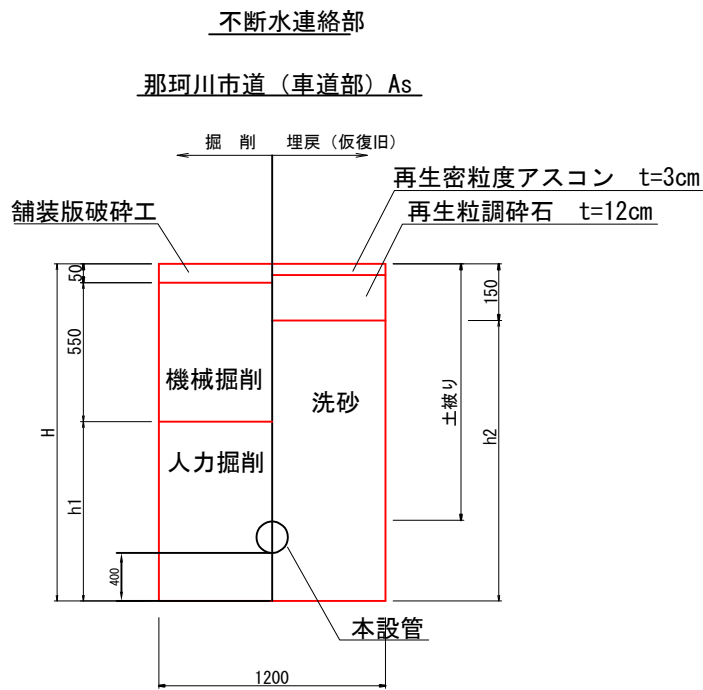 不断水連絡部
那珂川市道（車道部）As
掘　削　埋戻（仮復旧）
再生密粒度アスコン　t=3cm
舗装版破砕工
再生粒調砕石　t=12cm
50
150
550
機械掘削
洗砂
土被り
H
h2
人力掘削
h1
400
本設管
1200